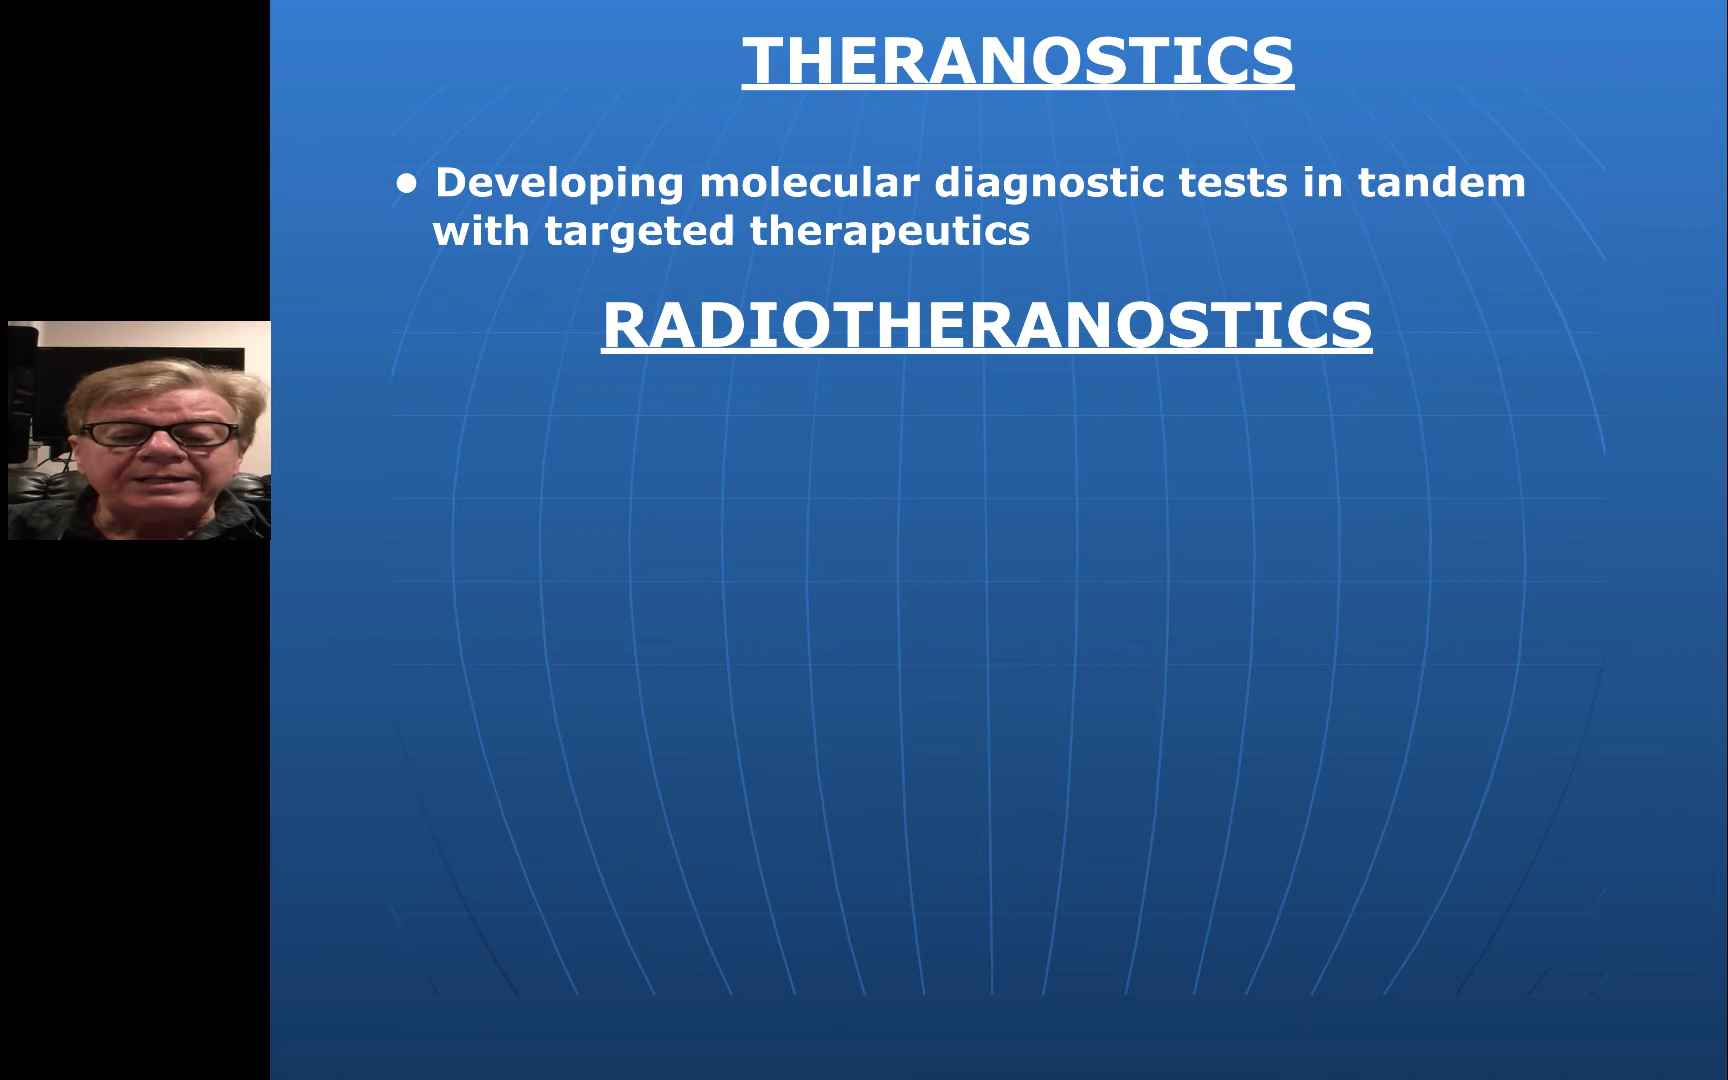 THERANOSTICS
• Developing molecular diagnostic tests in tandem
with targeted therapeutics
RADIOTHERANOSTICS